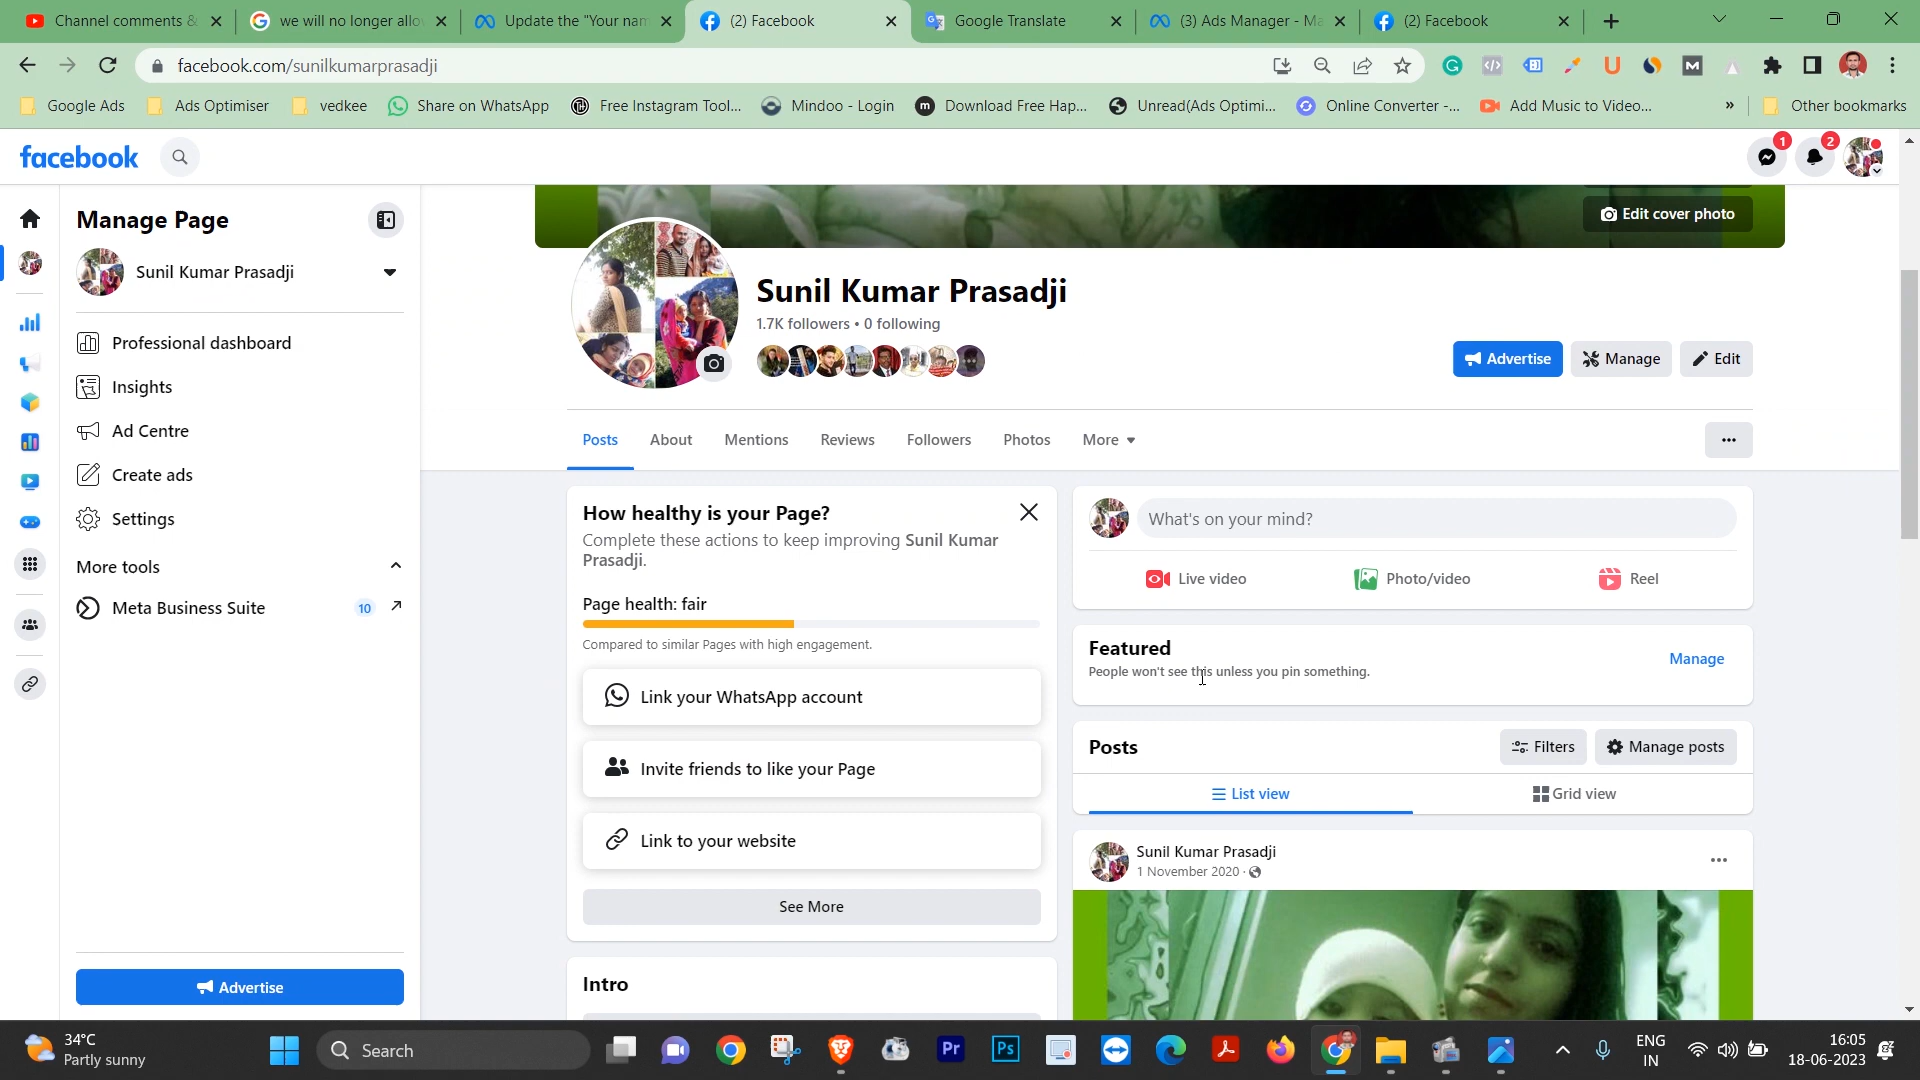 Channel comments &
we will no longer allo
Update the "Your nam
(2) Facebook
Google Translate
(3) Ads Manager - Ma
(2) Facebook
facebook.com/sunilkumarprasadji
Google Ads
Ads Optimiser
vedkee
Share on WhatsApp
Free Instagram Tool...
Mindoo - Login
Download Free Hap...
Unread(Ads Optimi...
Online Converter -...
Add Music to Video...
»
Other bookmarks
facebook
1
2
Manage Page
Sunil Kumar Prasadji
Professional dashboard
Insights
Ad Centre
Create ads
Settings
More tools
Meta Business Suite 10
Advertise
Edit cover photo
Sunil Kumar Prasadji
1.7K followers • 0 following
Advertise
Manage
Edit
Posts
About
Mentions
Reviews
Followers
Photos
More
How healthy is your Page?
Complete these actions to keep improving Sunil Kumar
Prasadji.
Page health: fair
Compared to similar Pages with high engagement.
Link your WhatsApp account
Invite friends to like your Page
Link to your website
See More
Intro
What's on your mind?
Live video
Photo/video
Reel
Featured
People won't see this unless you pin something.
Manage
Posts
Filters
Manage posts
List view
Grid view
Sunil Kumar Prasadji
1 November 2020 ·
34°C
Partly sunny
Search
Pr
Ps
ENG
IN
16:05
18-06-2023